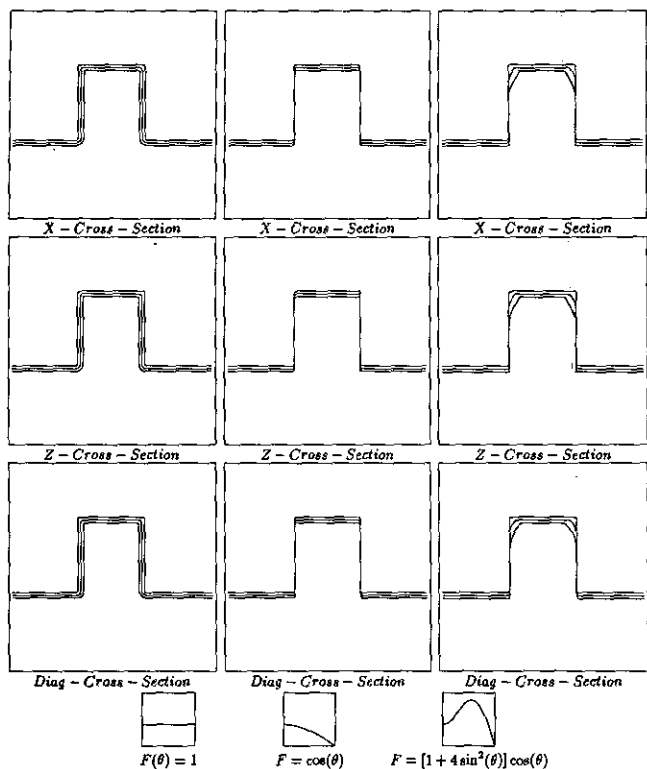 X − Cross − Section X − Cross − Section X − Cross − Section
Z − Cross − Section Z − Cross − Section Z − Cross − Section
Diag − Cross − Section Diag − Cross − Section Diag − Cross − Section
F(θ) = 1 F = cos(θ) F = [1 + 4 sin²(θ)] cos(θ)